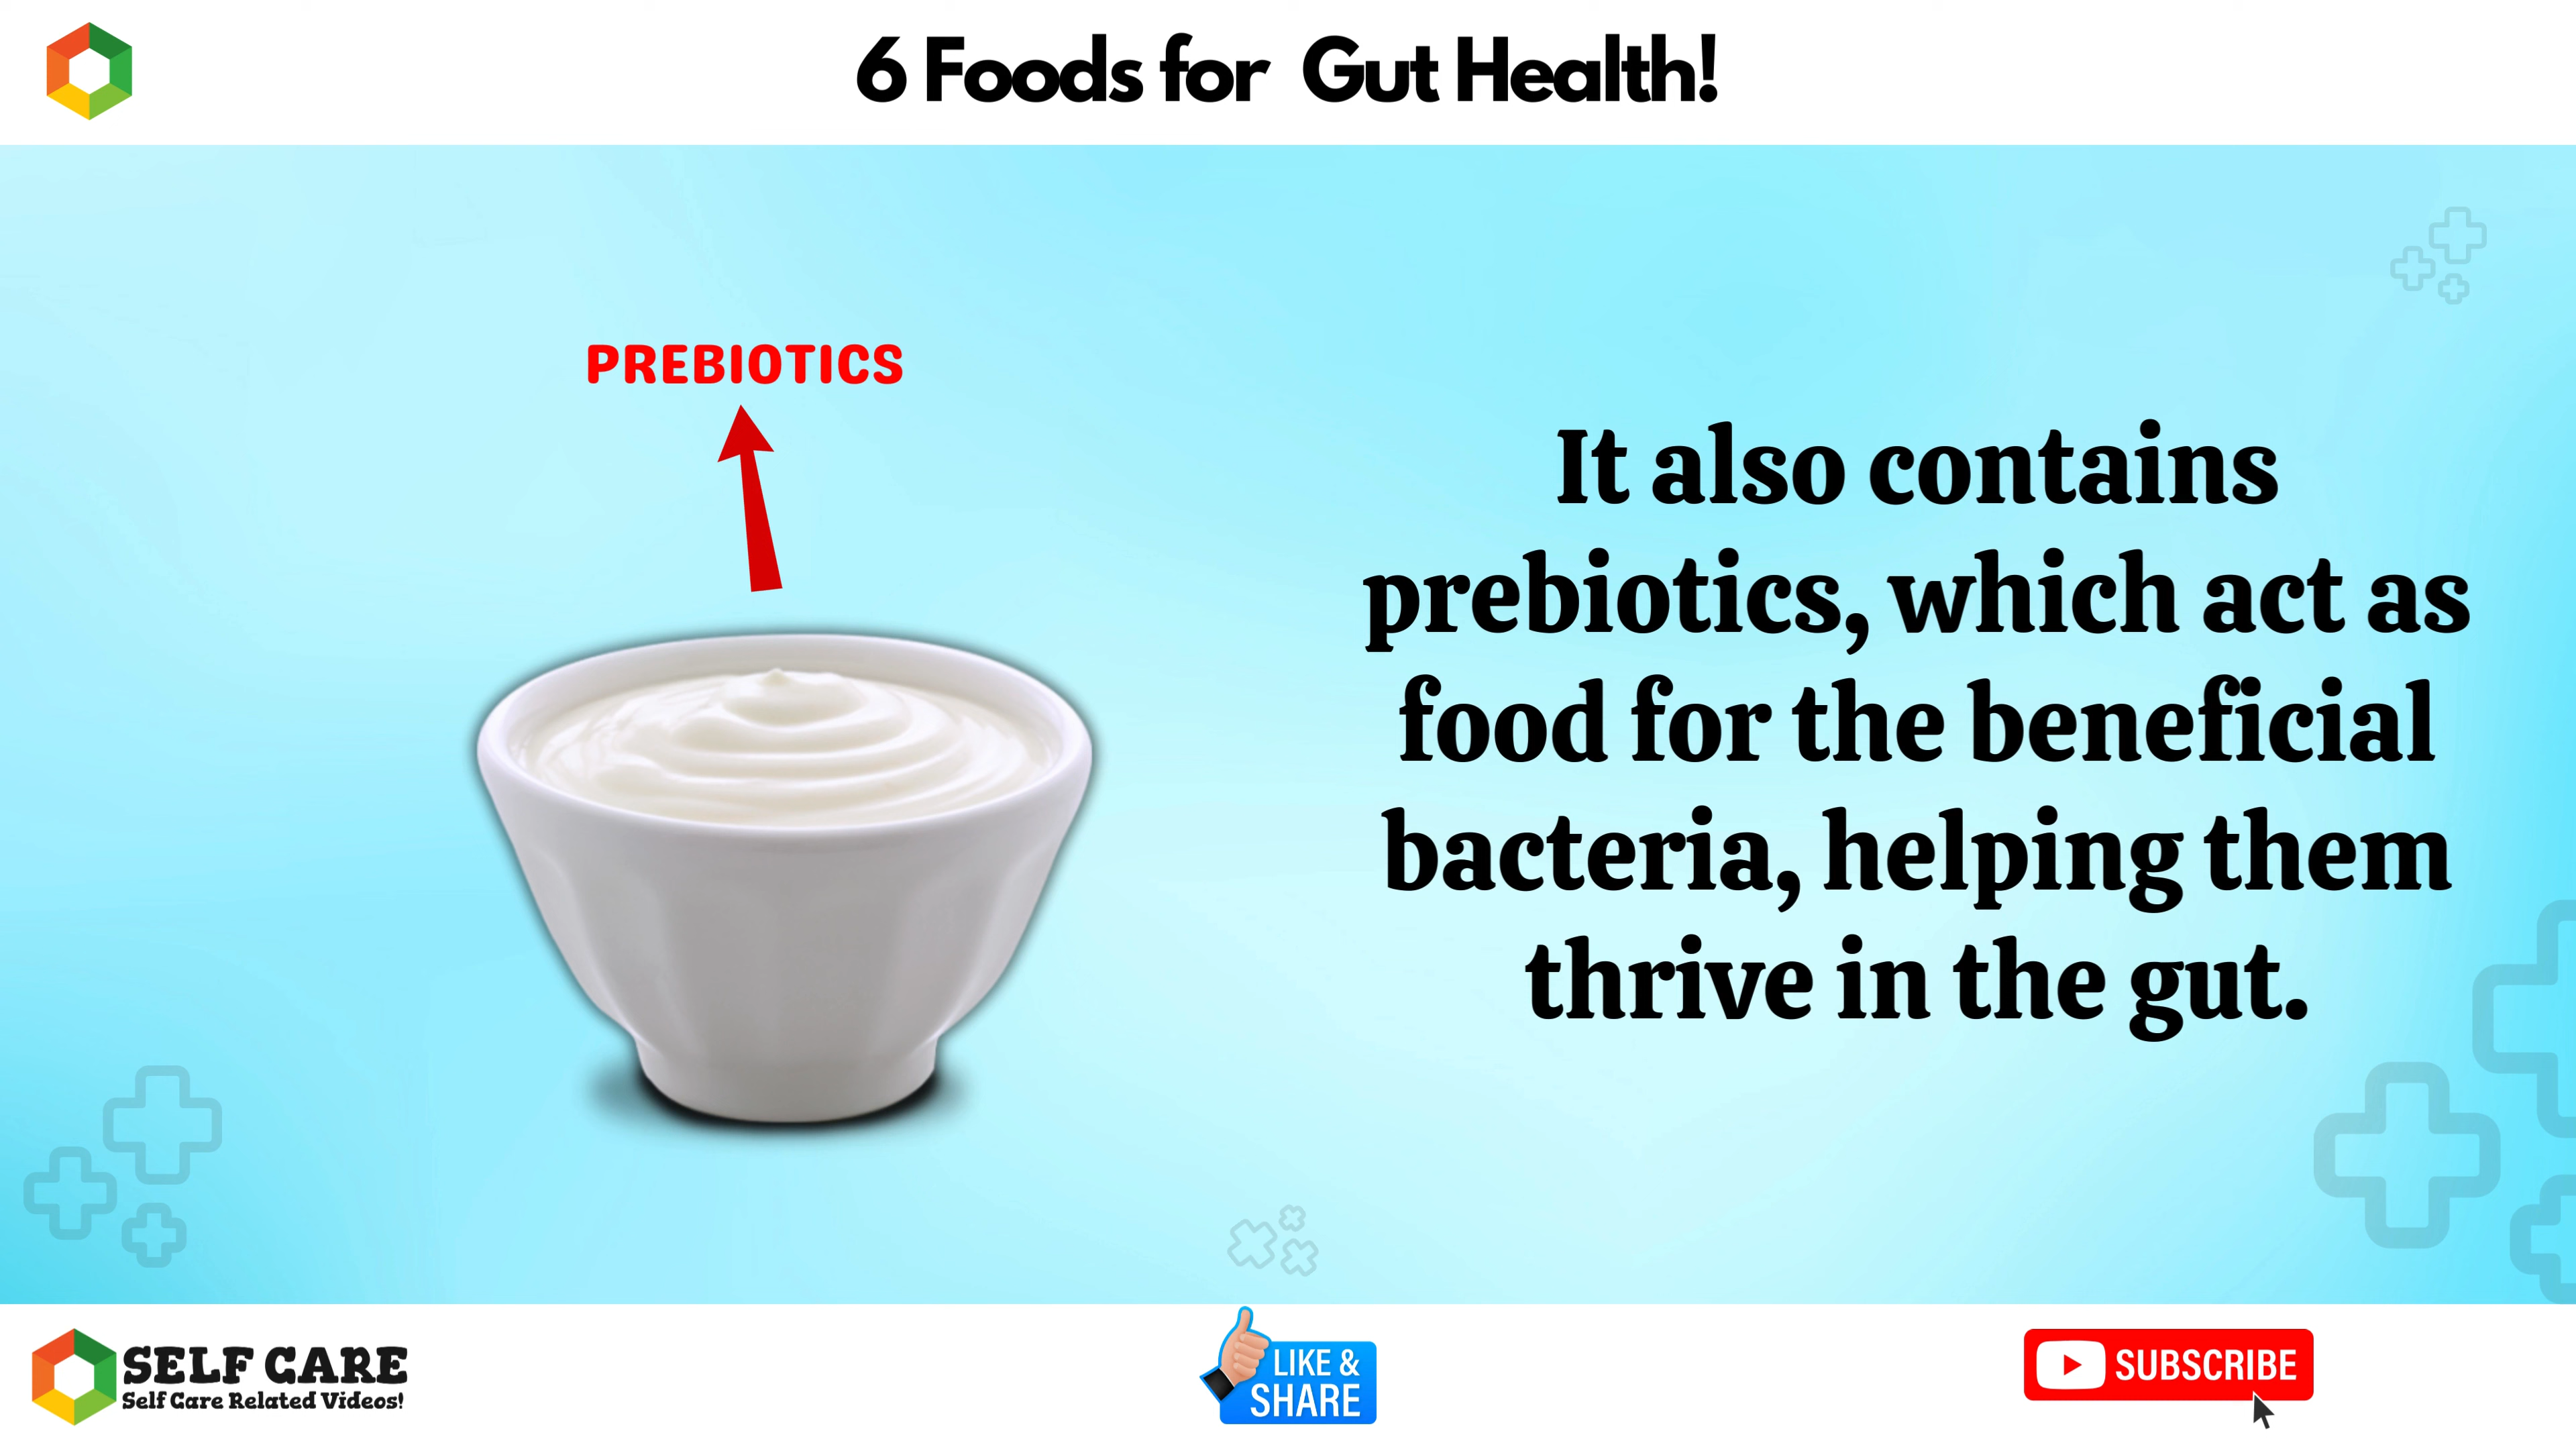 6 Foods for Gut Health!
PREBIOTICS
It also contains
prebiotics, which act as
food for the beneficial
bacteria, helping them
thrive in the gut.
SELF CARE
Self Care Related Videos!
LIKE &
SHARE
SUBSCRIBE